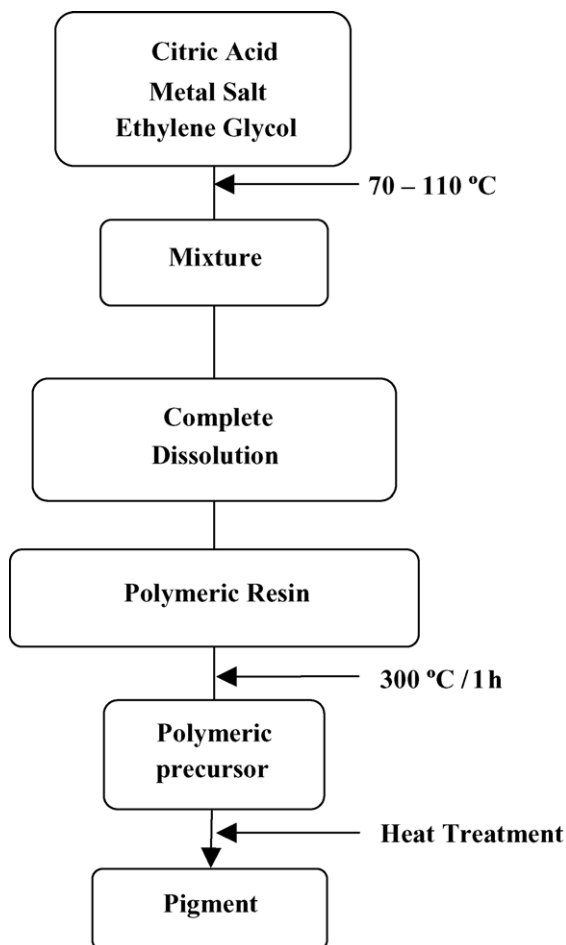 Citric Acid
Metal Salt
Ethylene Glycol
70 – 110 ºC
Mixture
Complete
Dissolution
Polymeric Resin
300 ºC / 1 h
Polymeric
precursor
Heat Treatment
Pigment